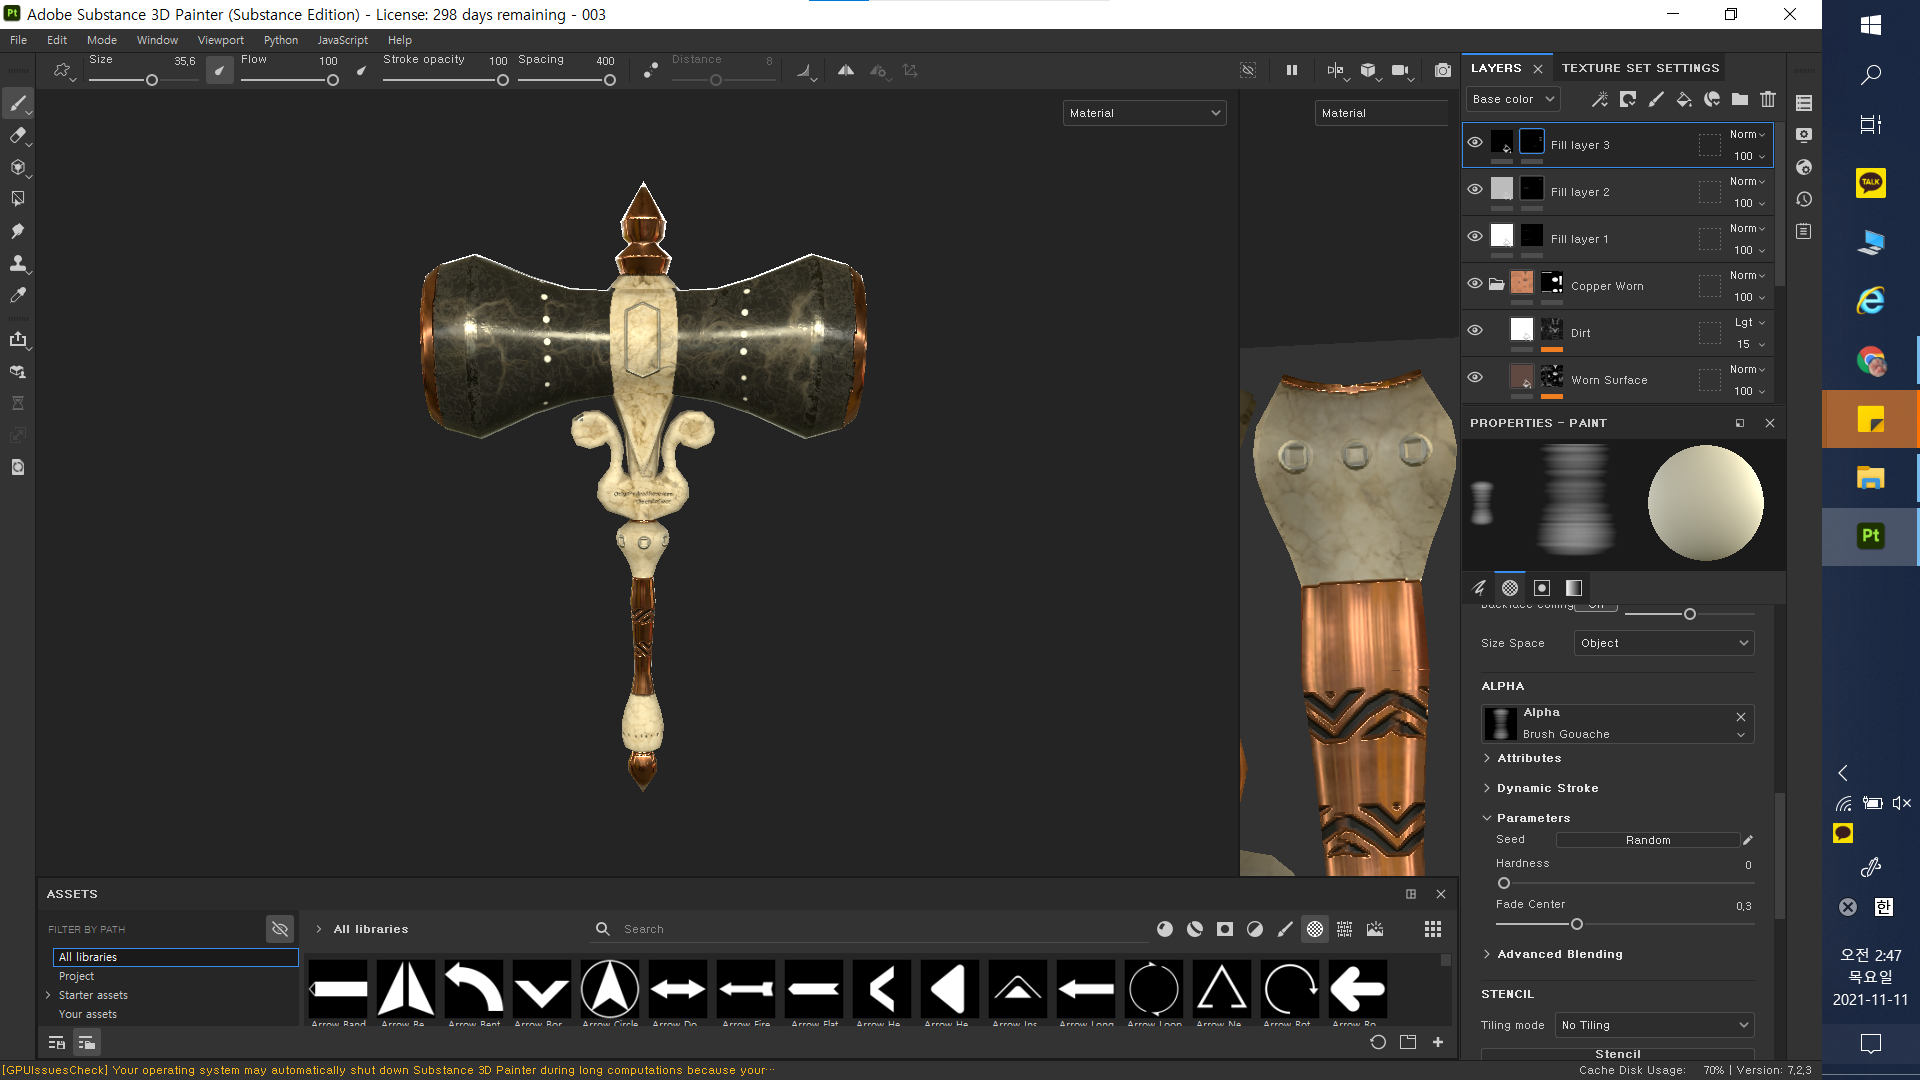 Adobe Substance 3D Painter (Substance Edition) - License: 298 days remaining - 003
File Edit Mode Window Viewport Python JavaScript Help
Size 35,6 Flow 100 Stroke opacity 100 Spacing 400 Distance 8
LAYERS TEXTURE SET SETTINGS
Base color
Material
Material
Fill layer 3 Norm 100
Fill layer 2 Norm 100
Fill layer 1 Norm 100
Copper Worn Norm 100
Dirt Lgt 15
Worn Surface Norm 100
PROPERTIES - PAINT
Backface culling On
Size Space Object
ALPHA
Alpha
Brush Gouache
Attributes
Dynamic Stroke
Parameters
Seed Random
Hardness 0
Fade Center 0,3
Advanced Blending
STENCIL
Tiling mode No Tiling
Stencil
ASSETS
FILTER BY PATH
All libraries
Project
Starter assets
Your assets
All libraries
Search
Arrow Band Arrow Be... Arrow Bent Arrow Bor... Arrow Circle Arrow Do... Arrow Fire Arrow Flat Arrow He... Arrow He... Arrow Ins... Arrow Long Arrow Loop Arrow Ne... Arrow Rot... Arrow Ro...
[GPUIssuesCheck] Your operating system may automatically shut down Substance 3D Painter during long computations because your...
Cache Disk Usage: 70% | Version: 7,2,3
TALK
Pt
한
오전 2:47
목요일
2021-11-11